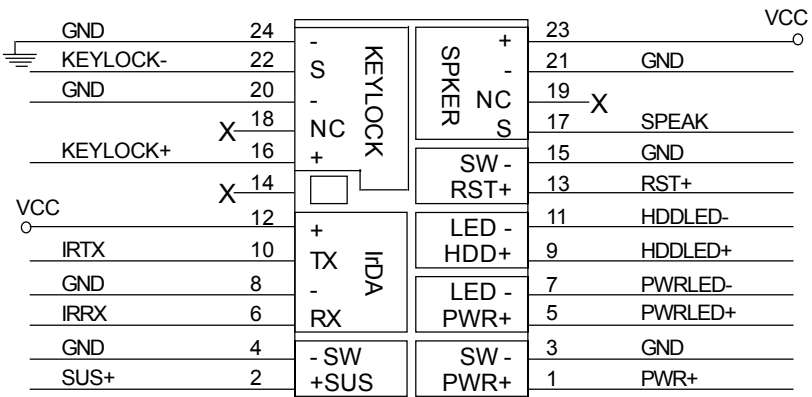 VCC
GND 24 - + 23
KEYLOCK- 22 S - 21 GND
GND 20 - NC 19 X
X 18 NC S 17 SPEAK
KEYLOCK+ 16 + SW - 15 GND
X 14 RST+ 13 RST+
VCC
12 + LED - 11 HDDLED-
IRTX 10 TX HDD+ 9 HDDLED+
GND 8 - LED - 7 PWRLED-
IRRX 6 RX PWR+ 5 PWRLED+
GND 4 - SW SW - 3 GND
SUS+ 2 +SUS PWR+ 1 PWR+
KEYLOCK
SPKER
IrDA